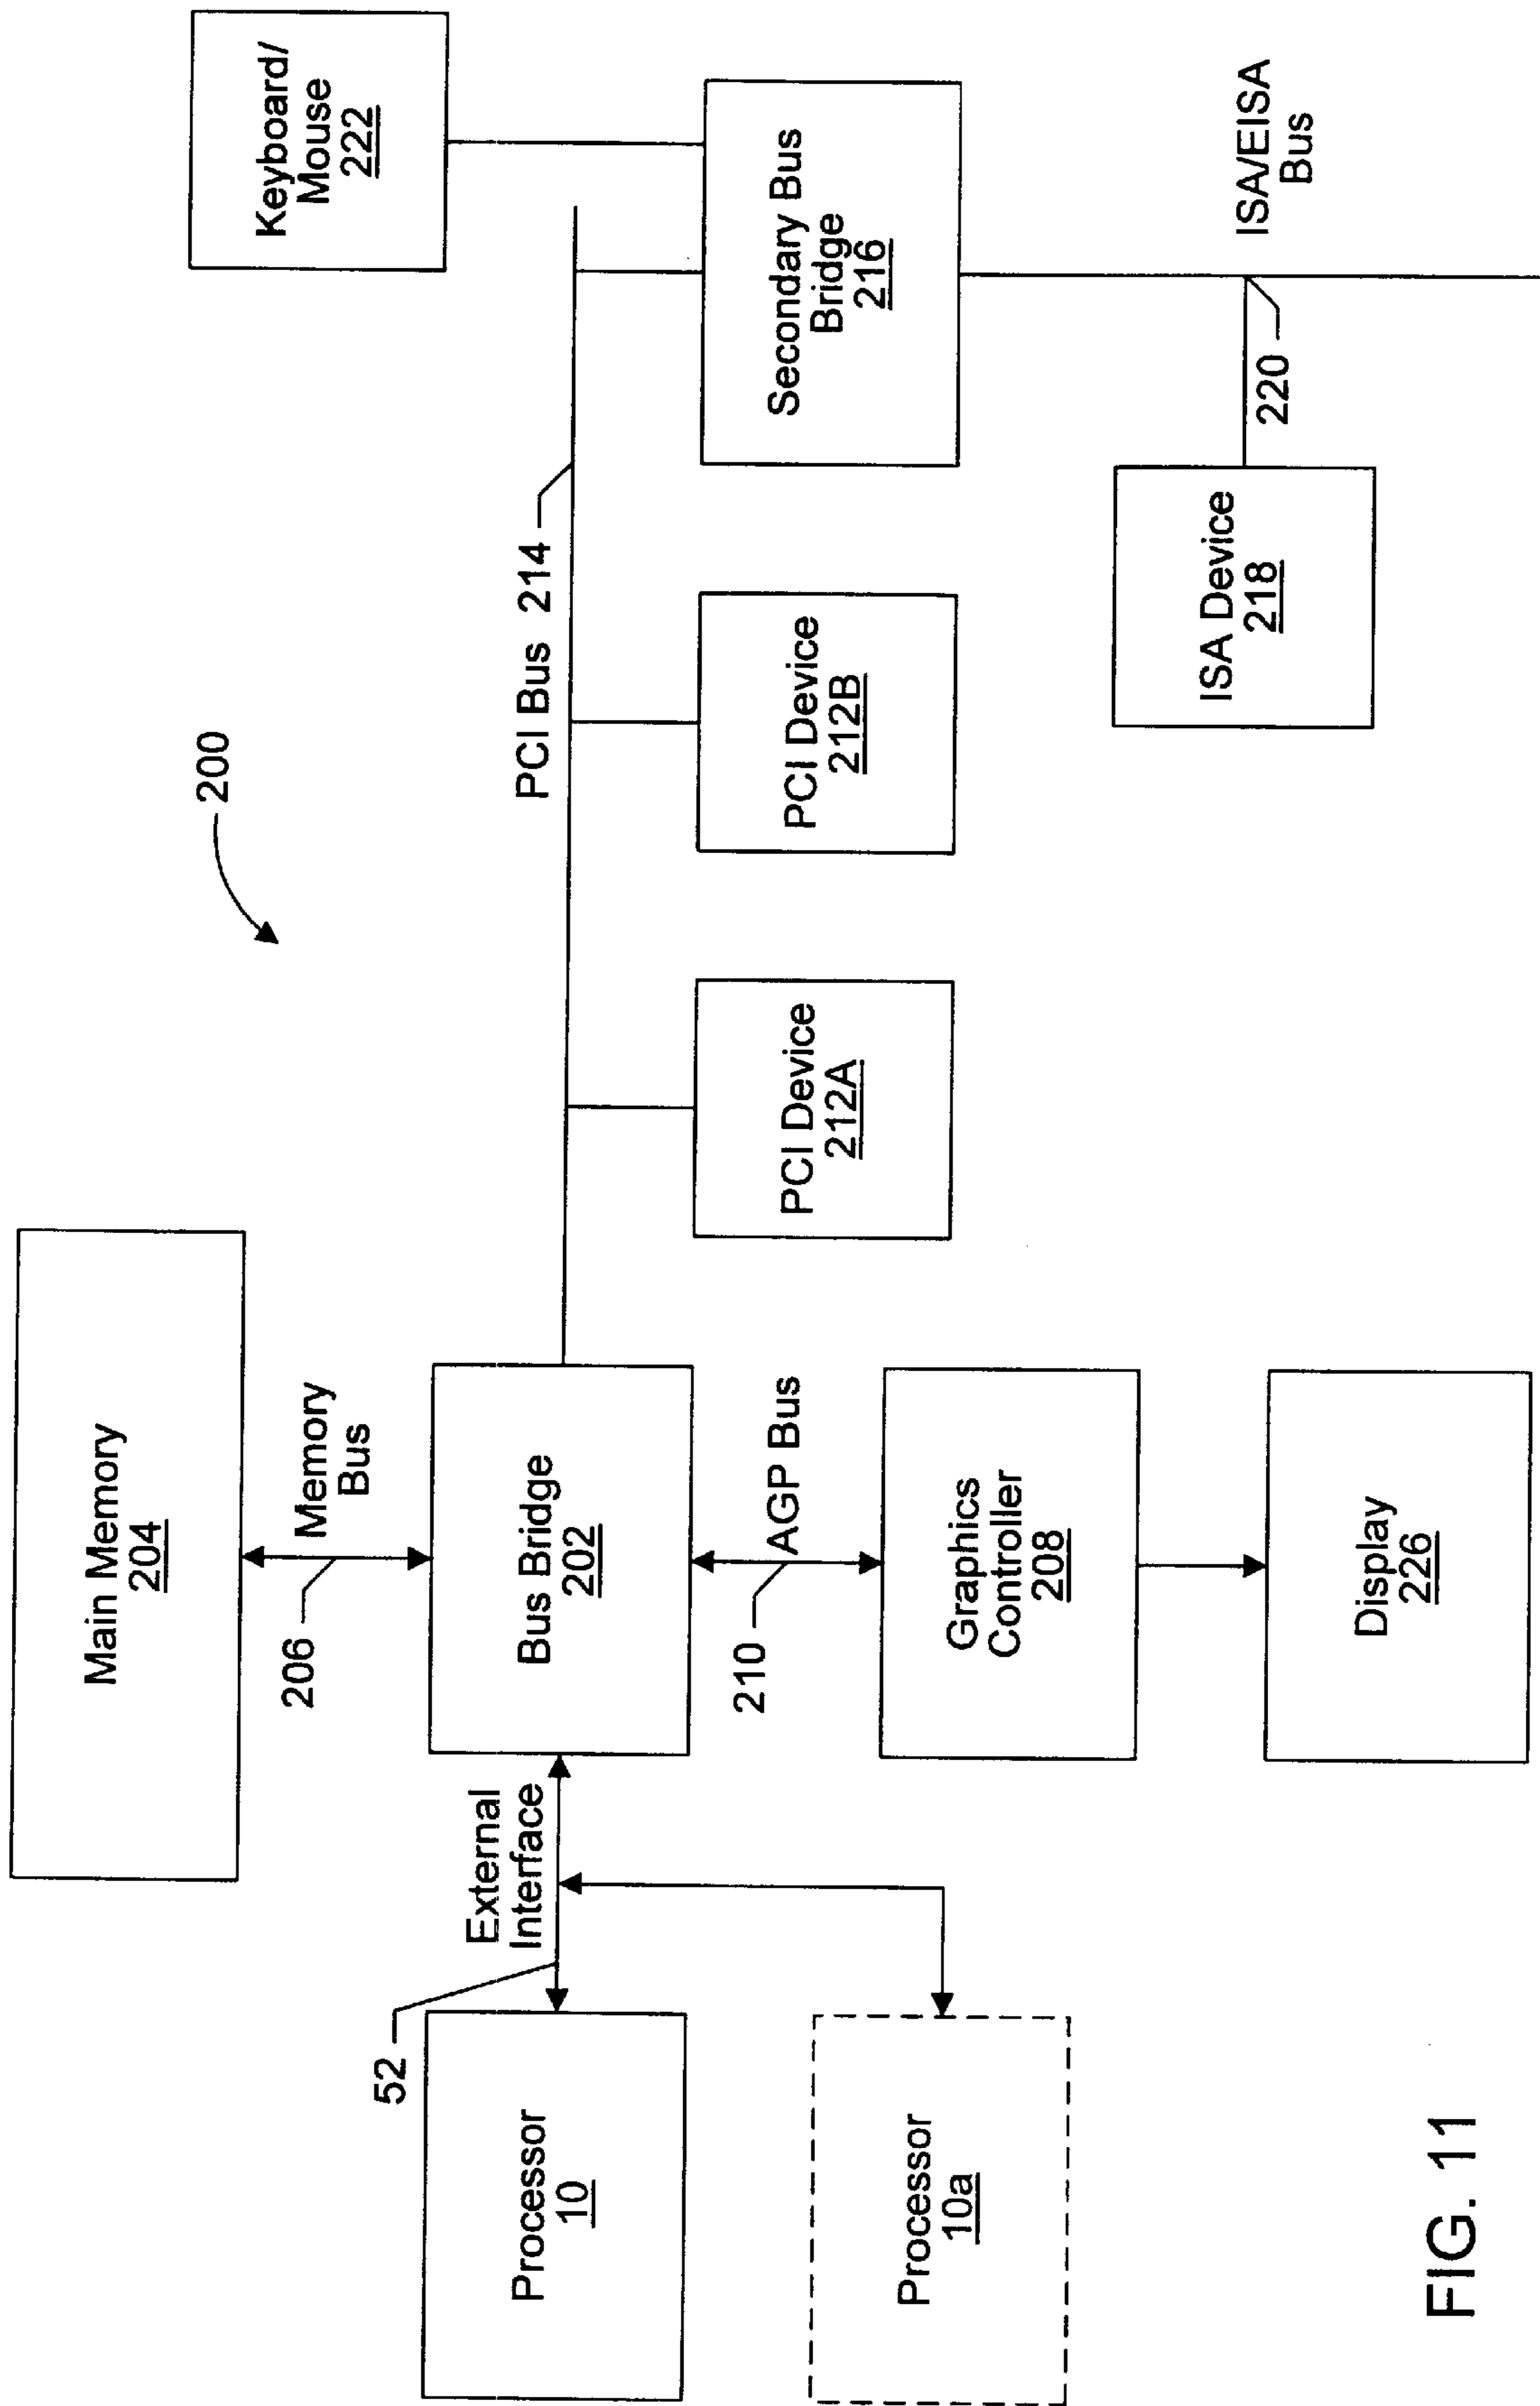 Main Memory
204
206
Memory
Bus
200
Keyboard/
Mouse
222
52
External
Interface
Processor
10
Bus Bridge
202
PCI Bus 214
210
AGP Bus
PCI Device
212A
PCI Device
212B
Secondary Bus
Bridge
216
Processor
10a
Graphics
Controller
208
ISA Device
218
220
ISA/EISA
Bus
Display
226
FIG. 11